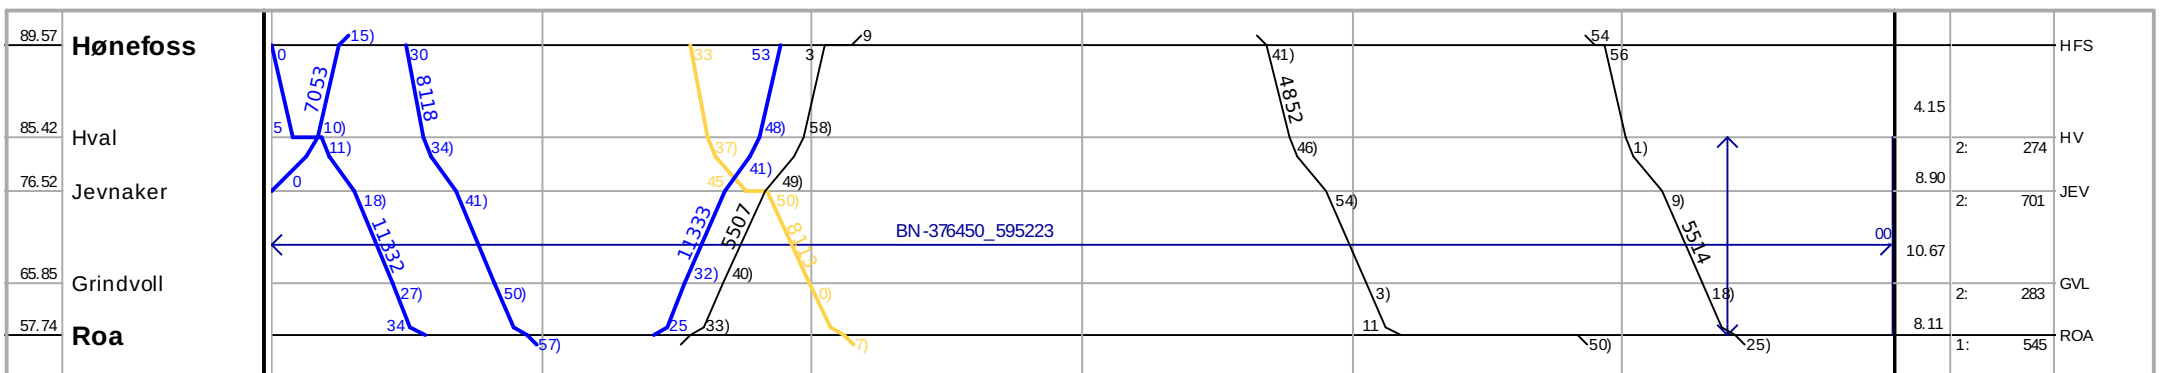 89.57 Hønefoss 0 15) 30 33 53 3 9 41) 54 56 HFS
7053 8118 4852 4.15
85.42 Hval 5 10) 11) 34) 37) 48) 58) 46) 1) 2: 274 HV
41) 8.90
76.52 Jevnaker 0 18) 41) 45 50) 49) 54) 9) 2: 701 JEV
11332 11333 5507 8113 5514
BN-376450_595223 00 10.67
65.85 Grindvoll 27) 50) 32) 40) 0) 3) 18) 2: 283 GVL
57.74 Roa 34 57) 25 33) 7) 11 50) 25) 8.11 1: 545 ROA